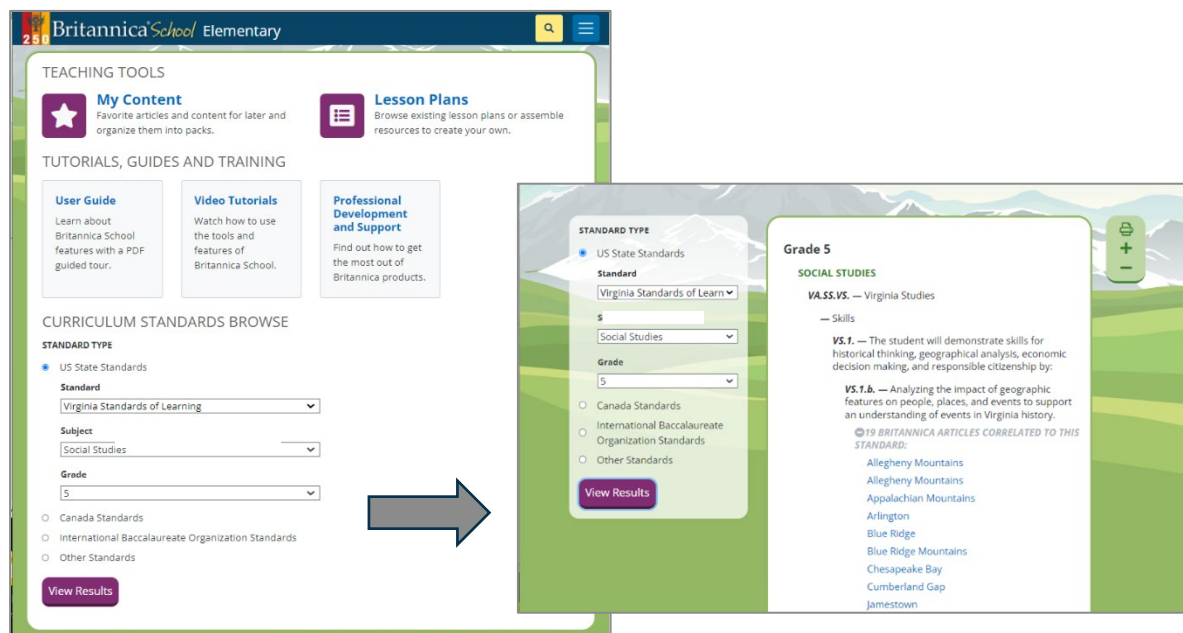 250
Britannica School Elementary
TEACHING TOOLS
My Content
Favorite articles and content for later and
organize them into packs.
Lesson Plans
Browse existing lesson plans or assemble
resources to create your own.
TUTORIALS, GUIDES AND TRAINING
User Guide
Learn about
Britannica School
features with a PDF
guided tour.
Video Tutorials
Watch how to use
the tools and
features of
Britannica School.
Professional
Development
and Support
Find out how to get
the most out of
Britannica products.
CURRICULUM STANDARDS BROWSE
STANDARD TYPE
US State Standards
Standard
Virginia Standards of Learning
Subject
Social Studies
Grade
5
Canada Standards
International Baccalaureate Organization Standards
Other Standards
View Results
STANDARD TYPE
US State Standards
Standard
Virginia Standards of Learn
S
Social Studies
Grade
5
Canada Standards
International Baccalaureate
Organization Standards
Other Standards
View Results
Grade 5
SOCIAL STUDIES
VA.SS.VS. — Virginia Studies
— Skills
VS.1. — The student will demonstrate skills for
historical thinking, geographical analysis, economic
decision making, and responsible citizenship by:
VS.1.b. — Analyzing the impact of geographic
features on people, places, and events to support
an understanding of events in Virginia history.
19 BRITANNICA ARTICLES CORRELATED TO THIS
STANDARD:
Allegheny Mountains
Allegheny Mountains
Appalachian Mountains
Arlington
Blue Ridge
Blue Ridge Mountains
Chesapeake Bay
Cumberland Gap
Jamestown